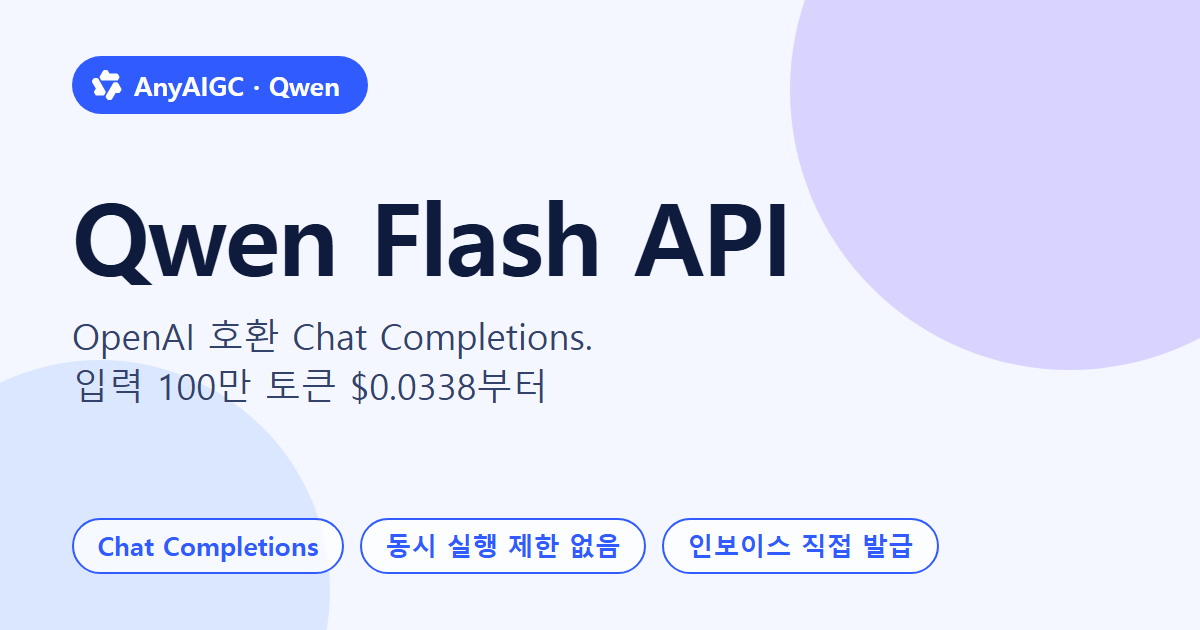 AnyAIGC · Qwen
Qwen Flash API
OpenAI 호환 Chat Completions.
입력 100만 토큰 $0.0338부터
Chat Completions
동시 실행 제한 없음
인보이스 직접 발급